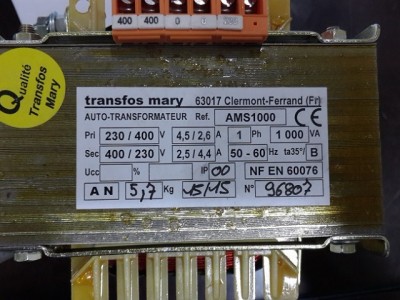 400 400 0 0
Qualité
Transfos
Mary
transfos mary 63017 Clermont-Ferrand (Fr)
AUTO-TRANSFORMATEUR Ref. AMS1000 CE
Pri 230 / 400 V 4,5 / 2,6 A 1 Ph 1 000 VA
Sec 400 / 230 V 2,5 / 4,4 A 50 - 60 Hz ta35°/ B
Ucc % % IP 00 NF EN 60076
A N 5,7 Kg 15/15 N° 96807